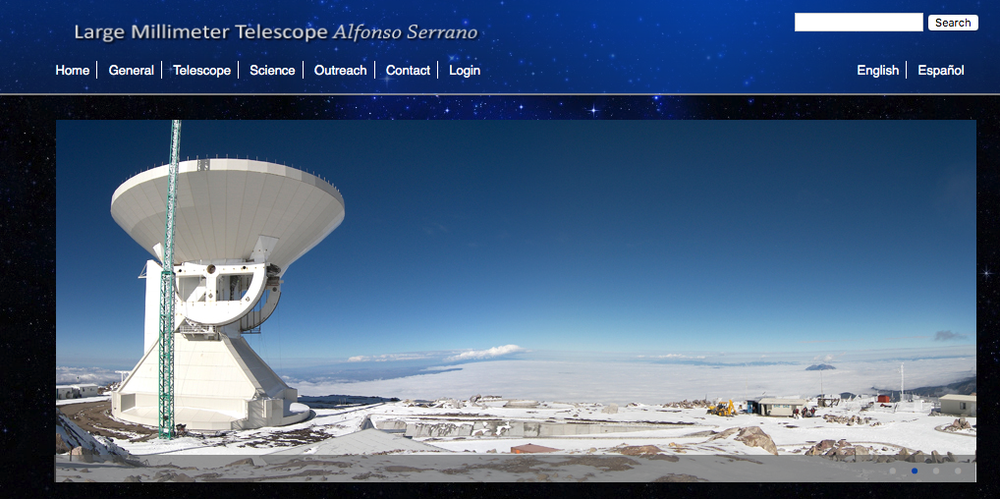 Large Millimeter Telescope Alfonso Serrano
Search
Home General Telescope Science Outreach Contact Login English Español